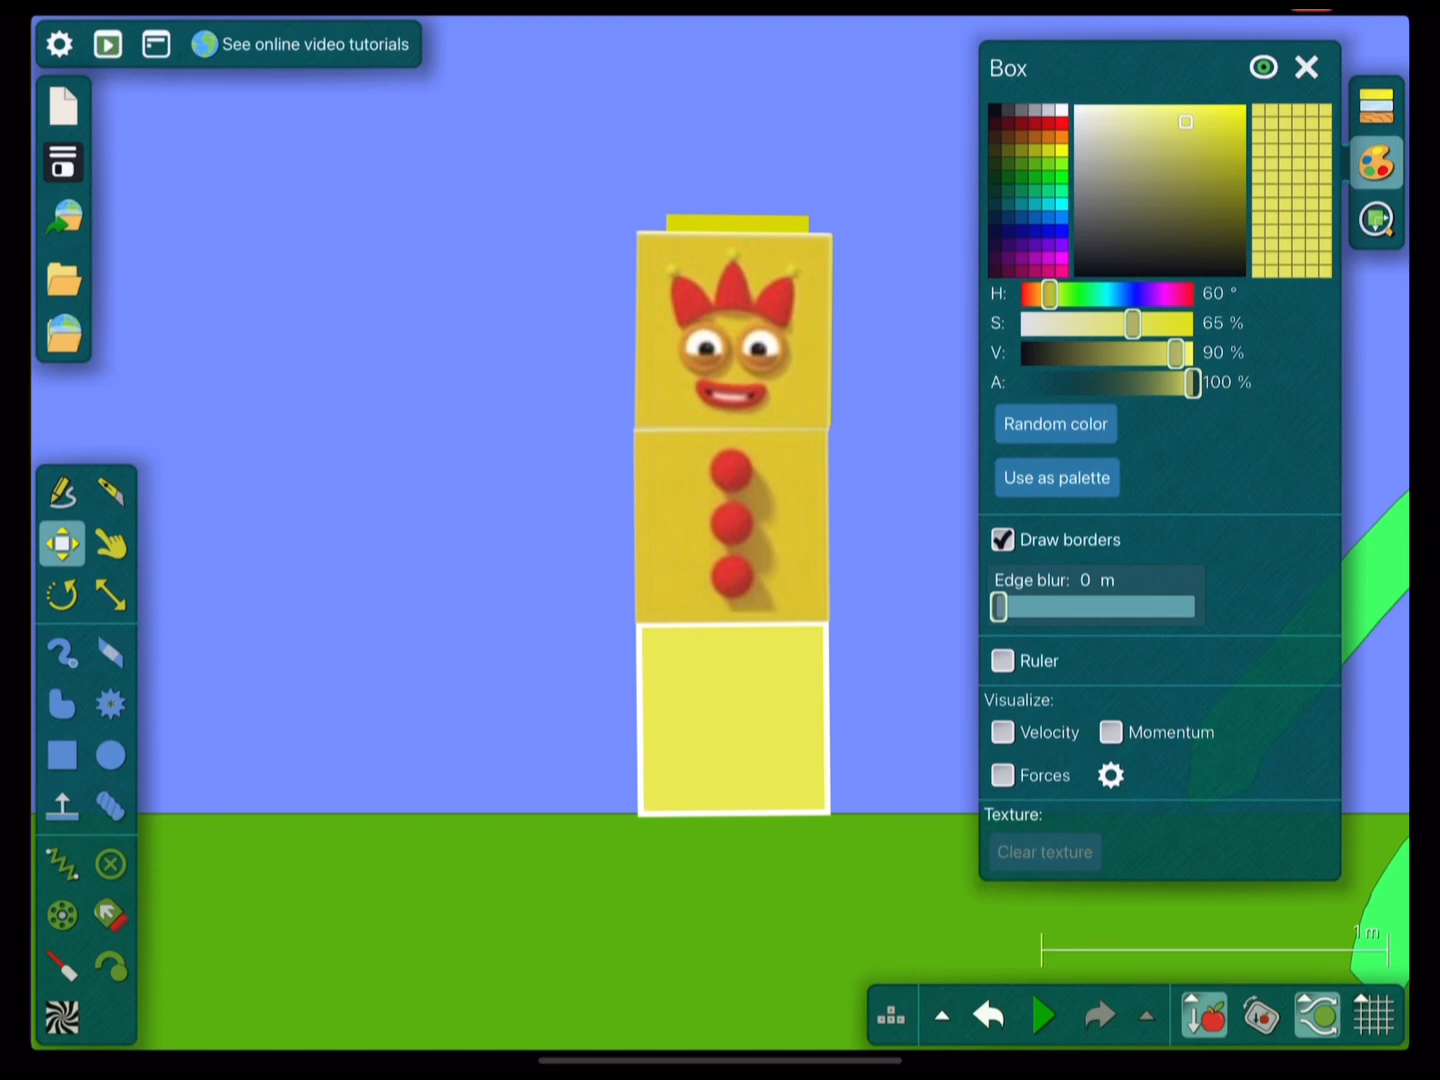 See online video tutorials
Box
H: 60 °
S: 65 %
V: 90 %
A: 100 %
Random color
Use as palette
Draw borders
Edge blur: 0 m
Ruler
Visualize:
Velocity Momentum
Forces
Texture:
Clear texture
1 m